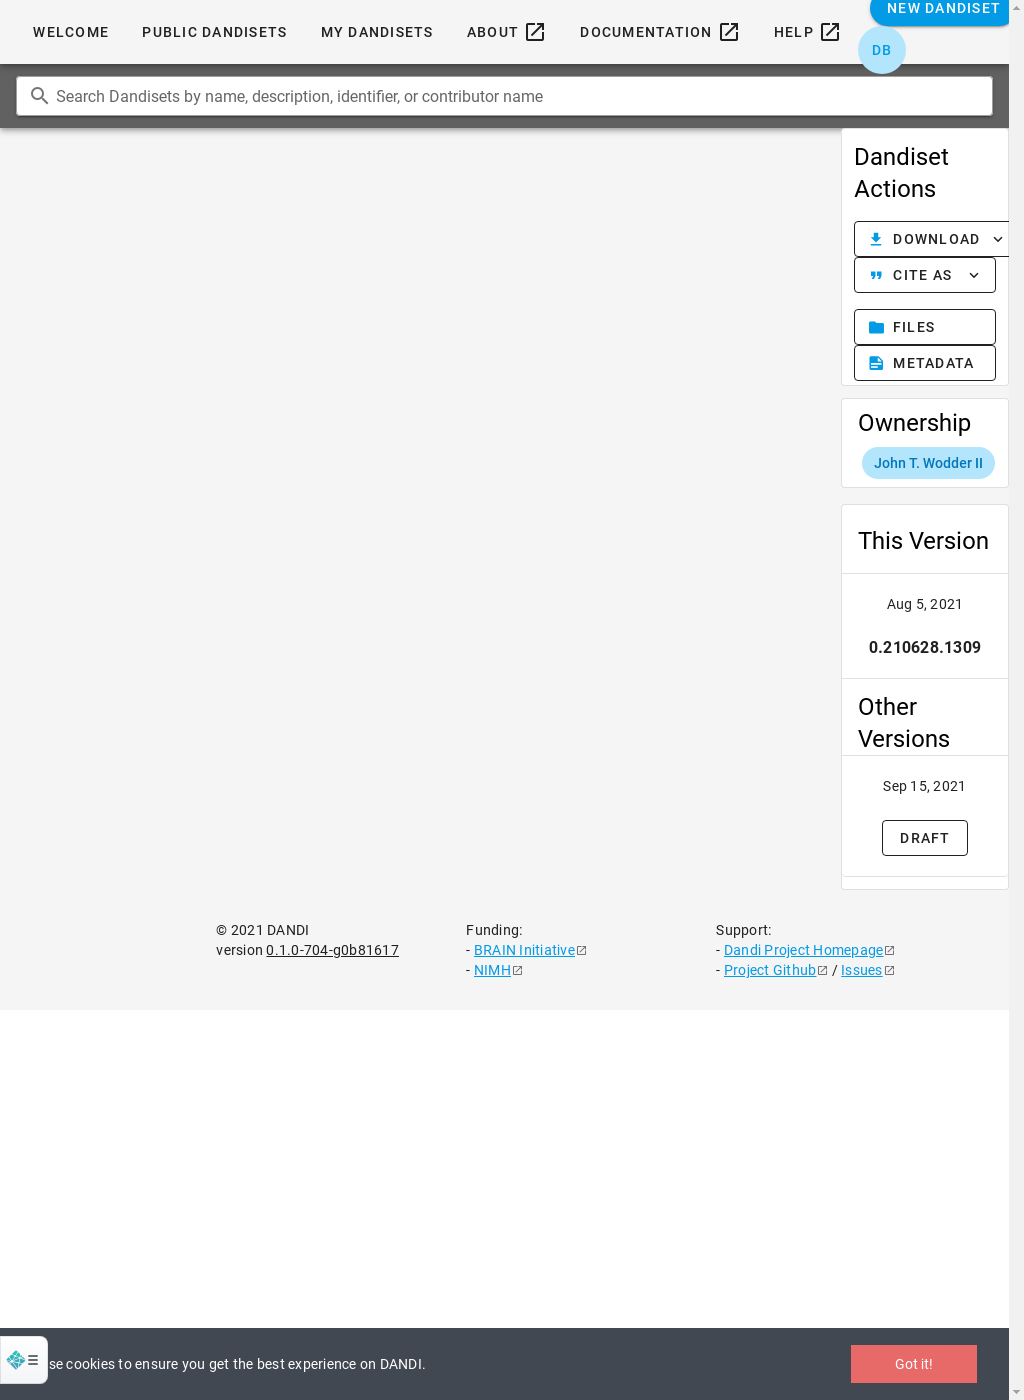 WELCOME
PUBLIC DANDISETS
MY DANDISETS
ABOUT
DOCUMENTATION
HELP
NEW DANDISET
DB
Search Dandisets by name, description, identifier, or contributor name
Dandiset
Actions
DOWNLOAD
CITE AS
FILES
METADATA
Ownership
John T. Wodder II
This Version
Aug 5, 2021
0.210628.1309
Other
Versions
Sep 15, 2021
DRAFT
© 2021 DANDI
version 0.1.0-704-g0b81617
Funding:
- BRAIN Initiative
- NIMH
Support:
- Dandi Project Homepage
- Project Github / Issues
se cookies to ensure you get the best experience on DANDI.
Got it!